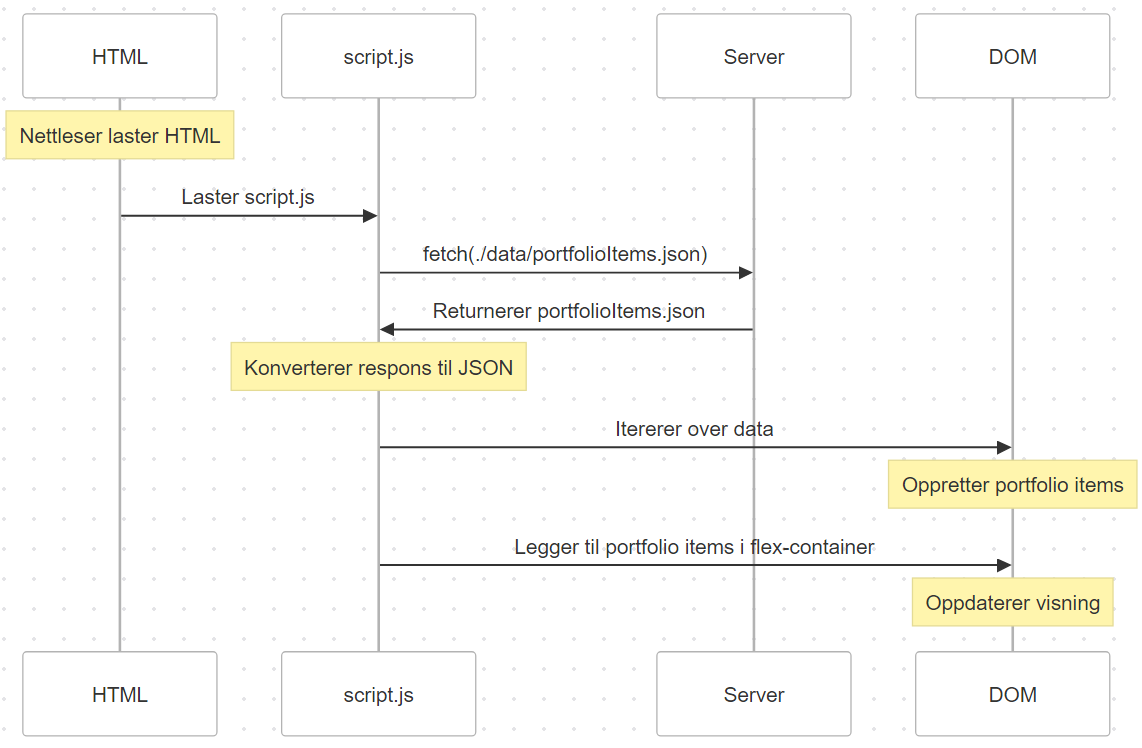 HTML
script.js
Server
DOM
Nettleser laster HTML
Laster script.js
fetch(./data/portfolioItems.json)
Returnerer portfolioItems.json
Konverterer respons til JSON
Itererer over data
Oppretter portfolio items
Legger til portfolio items i flex-container
Oppdaterer visning
HTML
script.js
Server
DOM